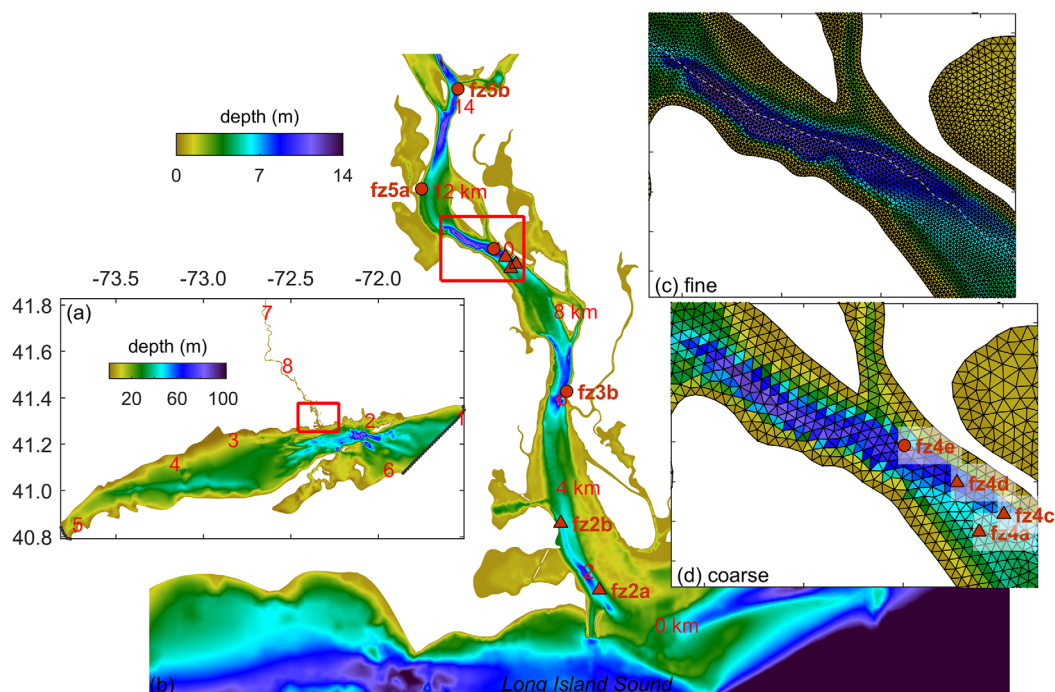 fz5b
14
depth (m)
0 7 14
fz5a
12 km
10
(c) fine
-73.5 -73.0 -72.5 -72.0
8 km
(a)
41.8
41.6
41.4
41.2
41.0
40.8
7
depth (m)
20 60 100
8
1
2
3
4
5
6
fz3b
fz4e
fz4d
fz4c
fz4a
(d) coarse
4 km
fz2b
2
fz2a
0 km
(b)
Long Island Sound